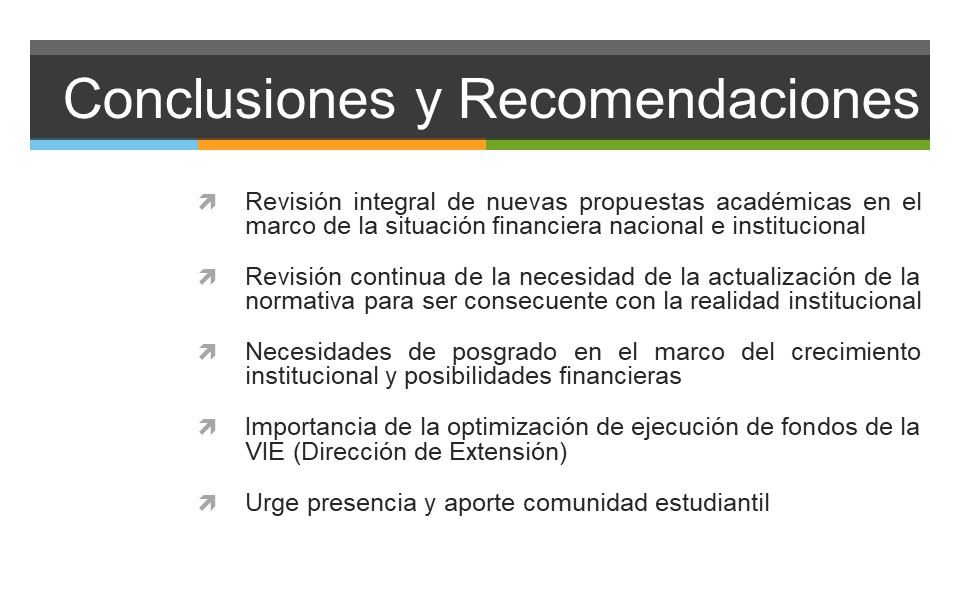 Conclusiones y Recomendaciones
Revisión integral de nuevas propuestas académicas en el
marco de la situación financiera nacional e institucional
Revisión continua de la necesidad de la actualización de la
normativa para ser consecuente con la realidad institucional
Necesidades de posgrado en el marco del crecimiento
institucional y posibilidades financieras
Importancia de la optimización de ejecución de fondos de la
VIE (Dirección de Extensión)
Urge presencia y aporte comunidad estudiantil